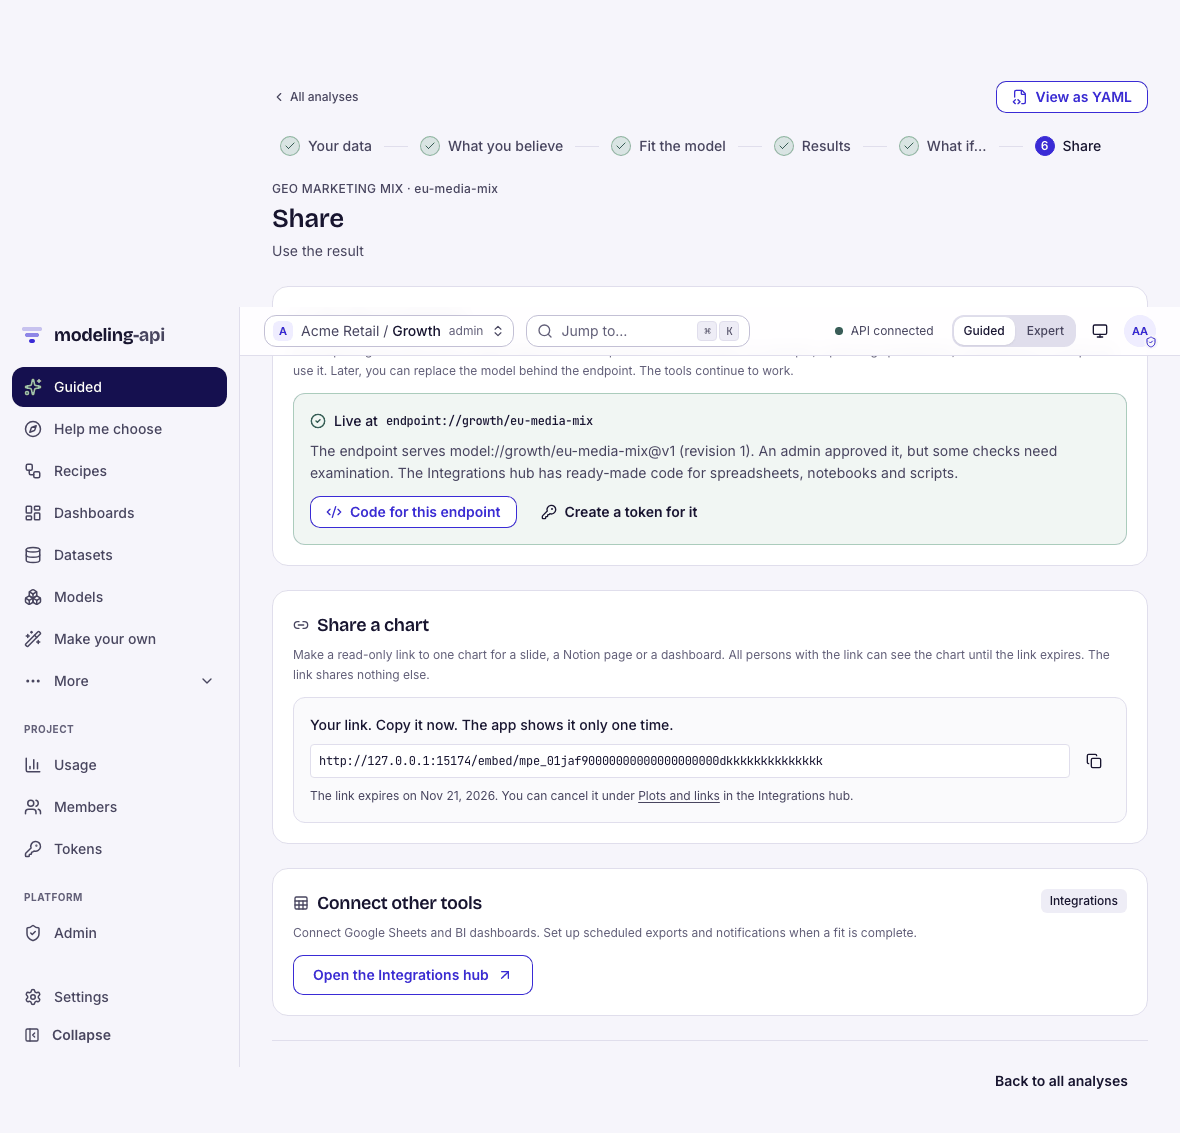 All analyses
View as YAML
Your data
What you believe
Fit the model
Results
What if...
6 Share
GEO MARKETING MIX · eu-media-mix
Share
Use the result
modeling-api
A Acme Retail / Growth admin
Jump to...
⌘ K
API connected
Guided Expert
AA
use it. Later, you can replace the model behind the endpoint. The tools continue to work.
Guided
Help me choose
Recipes
Dashboards
Datasets
Models
Make your own
More
PROJECT
Usage
Members
Tokens
PLATFORM
Admin
Settings
Collapse
Live at endpoint://growth/eu-media-mix
The endpoint serves model://growth/eu-media-mix@v1 (revision 1). An admin approved it, but some checks need
examination. The Integrations hub has ready-made code for spreadsheets, notebooks and scripts.
Code for this endpoint
Create a token for it
Share a chart
Make a read-only link to one chart for a slide, a Notion page or a dashboard. All persons with the link can see the chart until the link expires. The
link shares nothing else.
Your link. Copy it now. The app shows it only one time.
http://127.0.0.1:15174/embed/mpe_01jaf90000000000000000000dkkkkkkkkkkkkkk
The link expires on Nov 21, 2026. You can cancel it under Plots and links in the Integrations hub.
Connect other tools
Integrations
Connect Google Sheets and BI dashboards. Set up scheduled exports and notifications when a fit is complete.
Open the Integrations hub
Back to all analyses